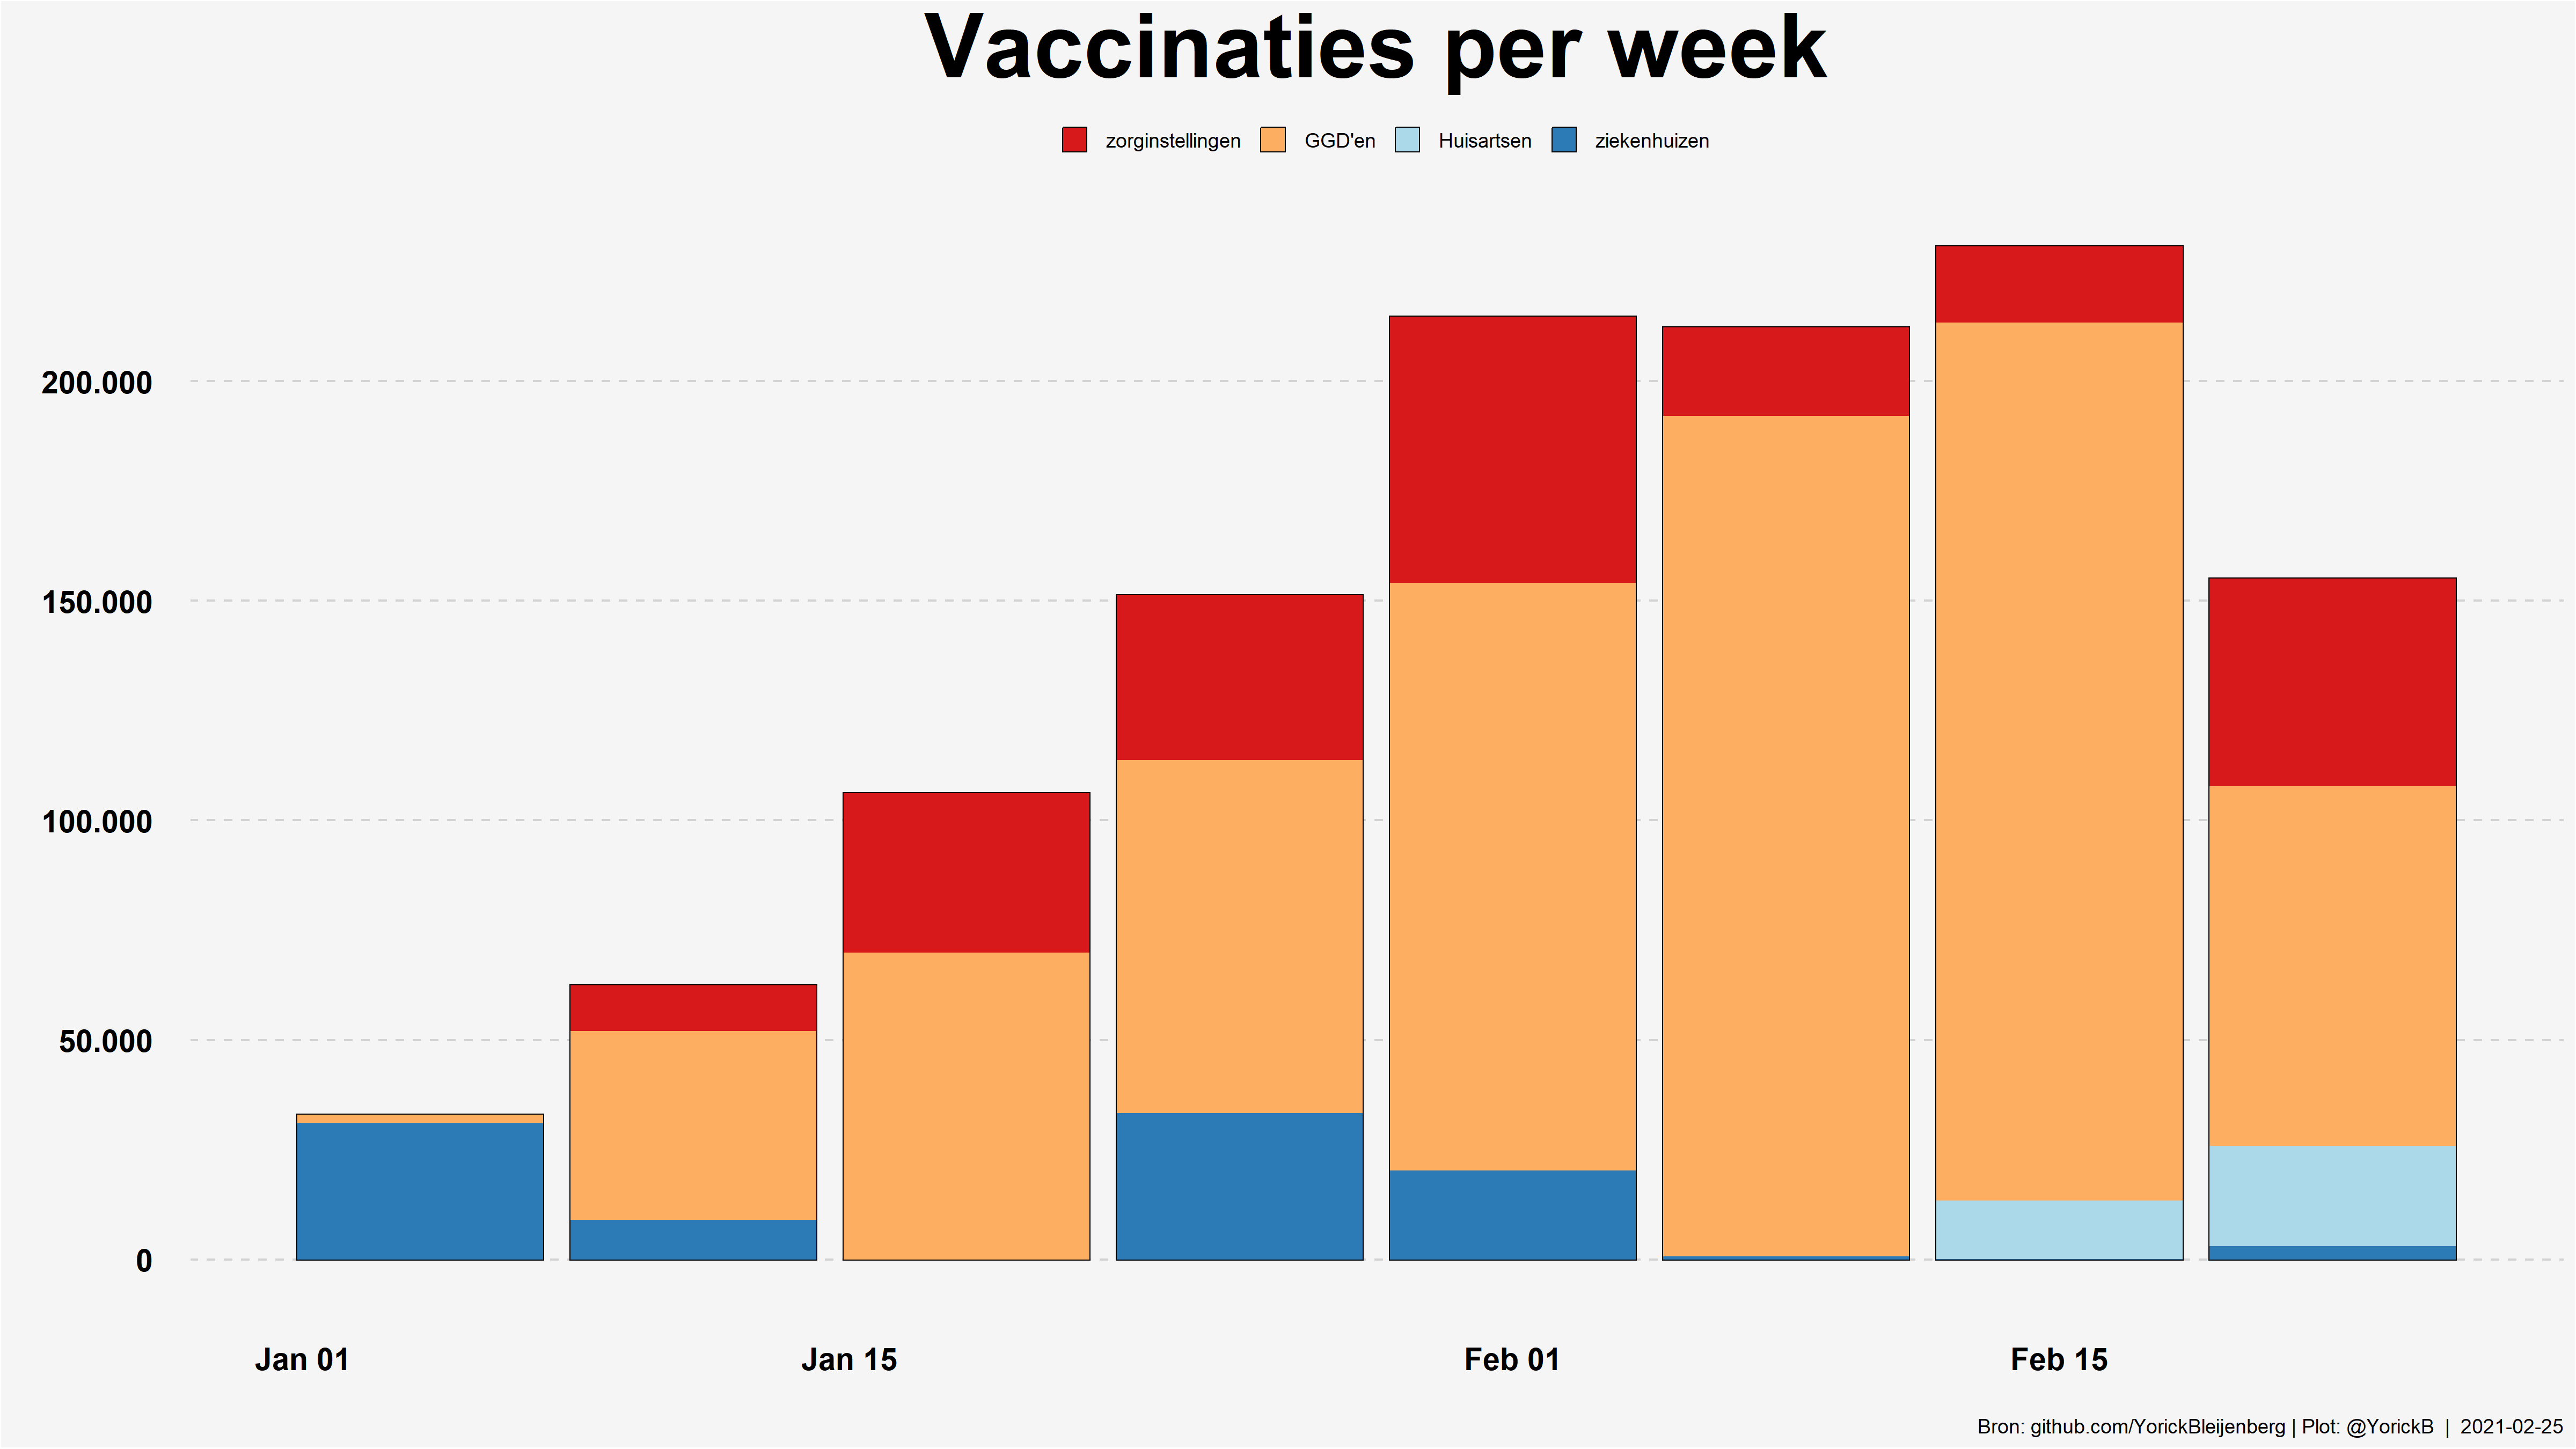 Vaccinaties per week
zorginstellingen GGD'en Huisartsen ziekenhuizen
200.000
150.000
100.000
50.000
0
Jan 01 Jan 15 Feb 01 Feb 15
Bron: github.com/YorickBleijenberg | Plot: @YorickB | 2021-02-25